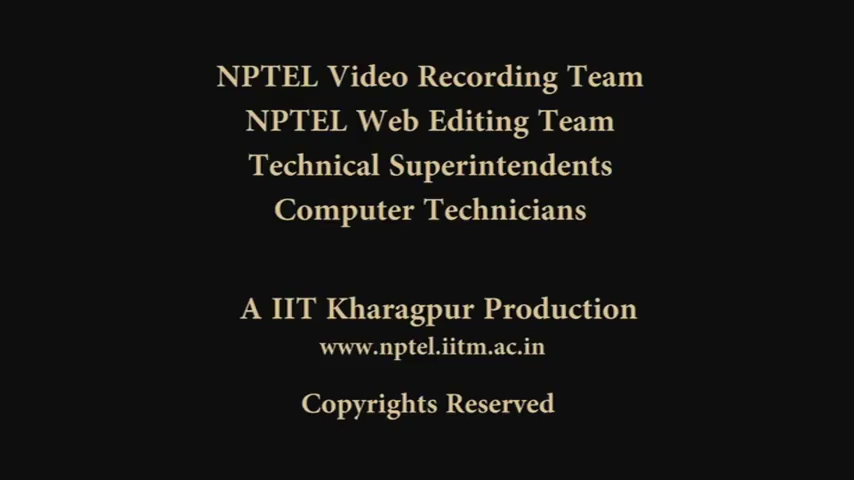 NPTEL Video Recording Team
NPTEL Web Editing Team
Technical Superintendents
Computer Technicians
A IIT Kharagpur Production
www.nptel.iitm.ac.in
Copyrights Reserved